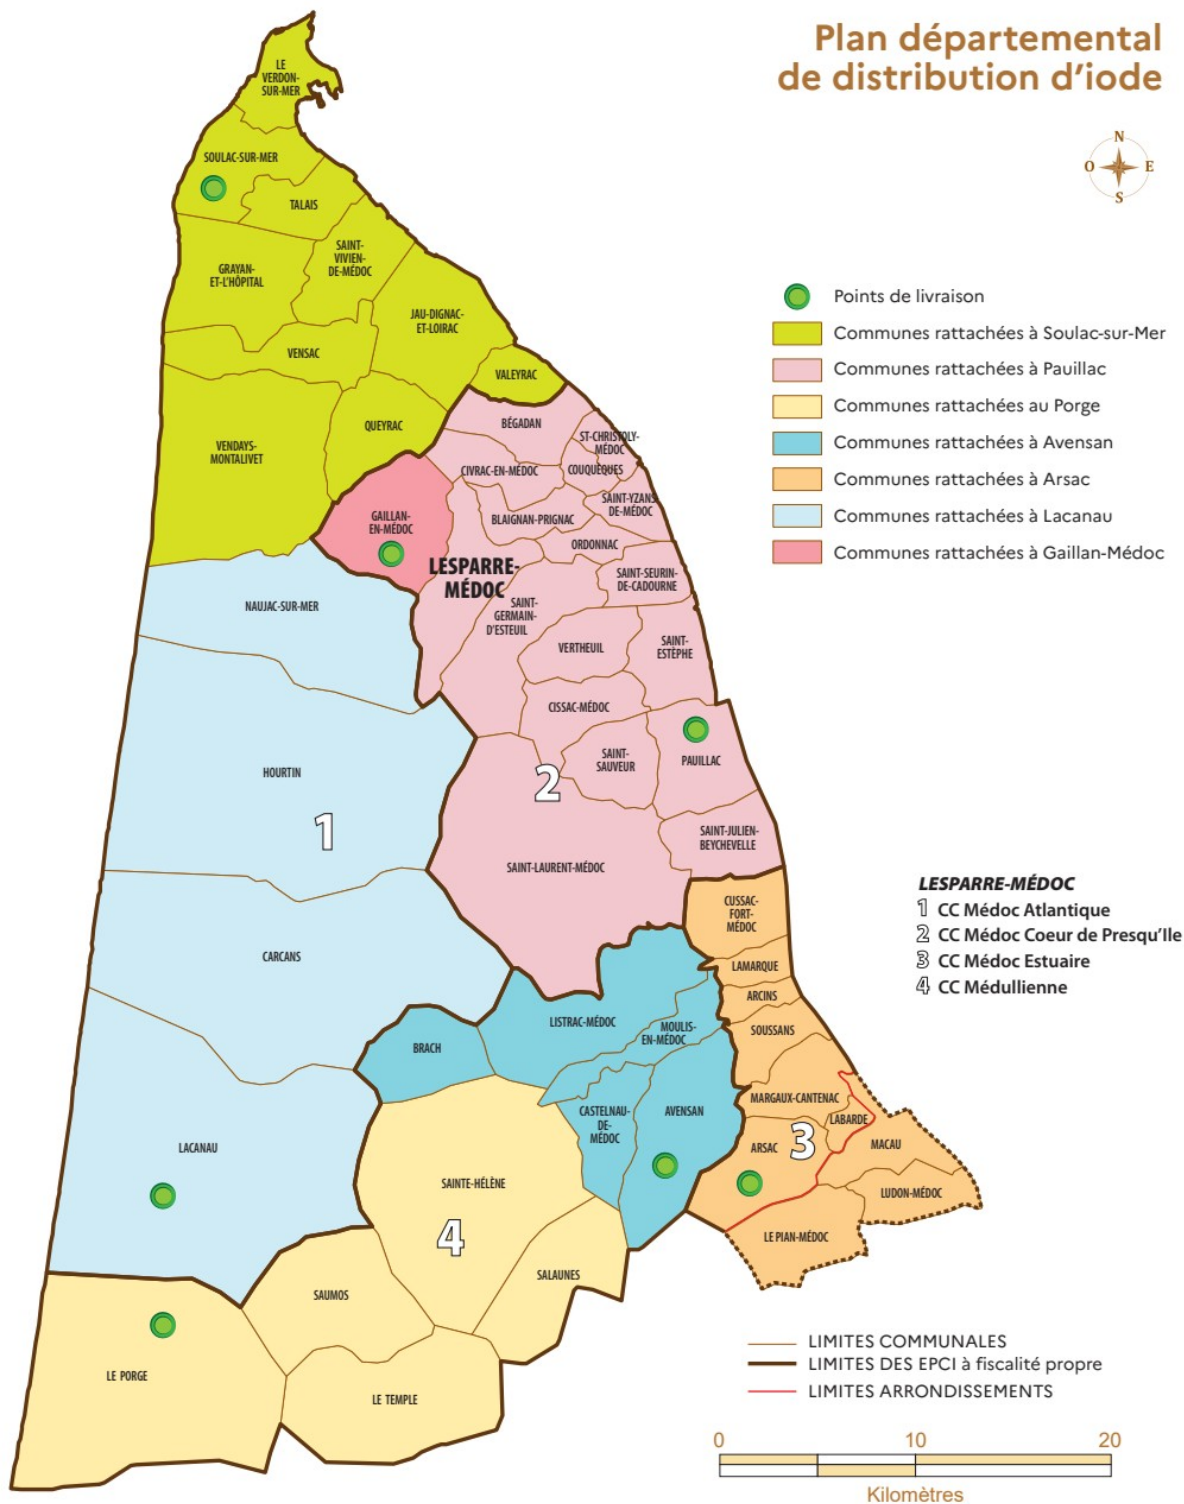 Plan départemental
de distribution d'iode
N
O
E
S
Points de livraison
Communes rattachées à Soulac-sur-Mer
Communes rattachées à Pauillac
Communes rattachées au Porge
Communes rattachées à Avensan
Communes rattachées à Arsac
Communes rattachées à Lacanau
Communes rattachées à Gaillan-Médoc
LE
VERDON-
SUR-MER
SOULAC-SUR-MER
TALAIS
SAINT-
VIVIEN-
DE-MÉDOC
GRAYAN-
ET-L'HÔPITAL
JAU-DIGNAC-
ET-LOIRAC
VENSAC
VALEYRAC
QUEYRAC
VENDAYS-
MONTALIVET
BÉGADAN
ST-CHRISTOLY-
MÉDOC
CIVRAC-EN-MÉDOC
COUQUÈQUES
SAINT-YZANS
DE-MÉDOC
BLAIGNAN-PRIGNAC
GAILLAN-
EN-MÉDOC
ORDONNAC
LESPARRE-
MÉDOC
SAINT-SEURIN-
DE-CADOURNE
SAINT-
GERMAIN-
D'ESTEUIL
NAUJAC-SUR-MER
VERTHEUIL
SAINT-
ESTÈPHE
CISSAC-MÉDOC
SAINT-
SAUVEUR
PAUILLAC
HOURTIN
1
2
SAINT-JULIEN-
BEYCHEVELLE
SAINT-LAURENT-MÉDOC
CUSSAC-
FORT-
MÉDOC
LESPARRE-MÉDOC
1 CC Médoc Atlantique
2 CC Médoc Coeur de Presqu'Ile
3 CC Médoc Estuaire
4 CC Médullienne
CARCANS
LAMARQUE
ARCINS
LISTRAC-MÉDOC
MOULIS-
EN-MÉDOC
SOUSSANS
BRACH
MARGAUX-CANTENAC
CASTELNAU-
DE-
MÉDOC
AVENSAN
LABARDE
LACANAU
ARSAC
3
MACAU
SAINTE-HÉLÈNE
LUDON-MÉDOC
4
LE PIAN-MÉDOC
SALAUNES
SAUMOS
LE PORGE
LE TEMPLE
LIMITES COMMUNALES
LIMITES DES EPCI à fiscalité propre
LIMITES ARRONDISSEMENTS
0 10 20
Kilomètres